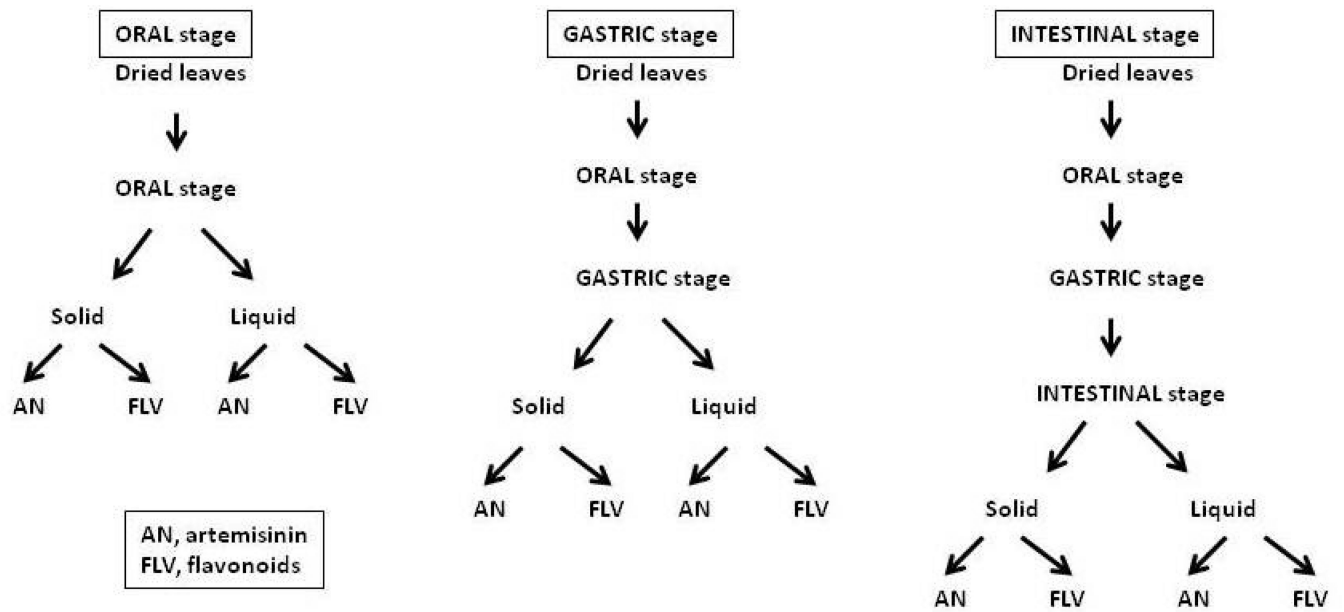 ORAL stage
Dried leaves
ORAL stage
Solid
Liquid
AN
FLV
AN
FLV
AN, artemisinin
FLV, flavonoids
GASTRIC stage
Dried leaves
ORAL stage
GASTRIC stage
Solid
Liquid
AN
FLV
AN
FLV
INTESTINAL stage
Dried leaves
ORAL stage
GASTRIC stage
INTESTINAL stage
Solid
Liquid
AN
FLV
AN
FLV